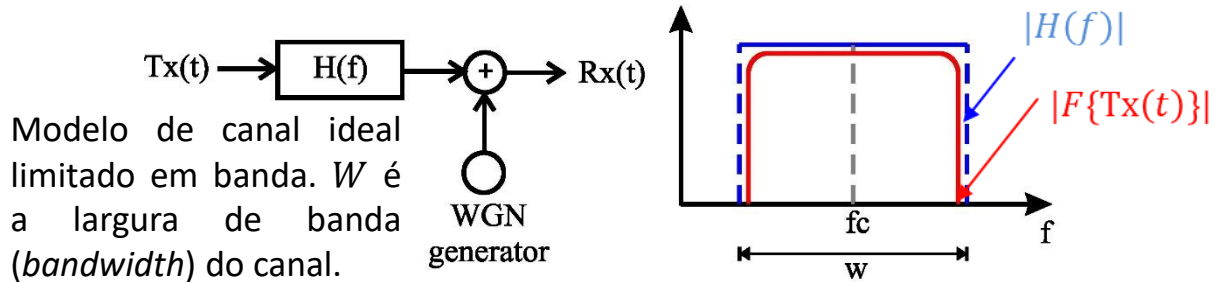 Tx(t)
H(f)
+
Rx(t)
WGN
generator
Modelo de canal ideal
limitado em banda. W é
a largura de banda
(bandwidth) do canal.
|H(f)|
|F{Tx(t)}|
fc
f
w